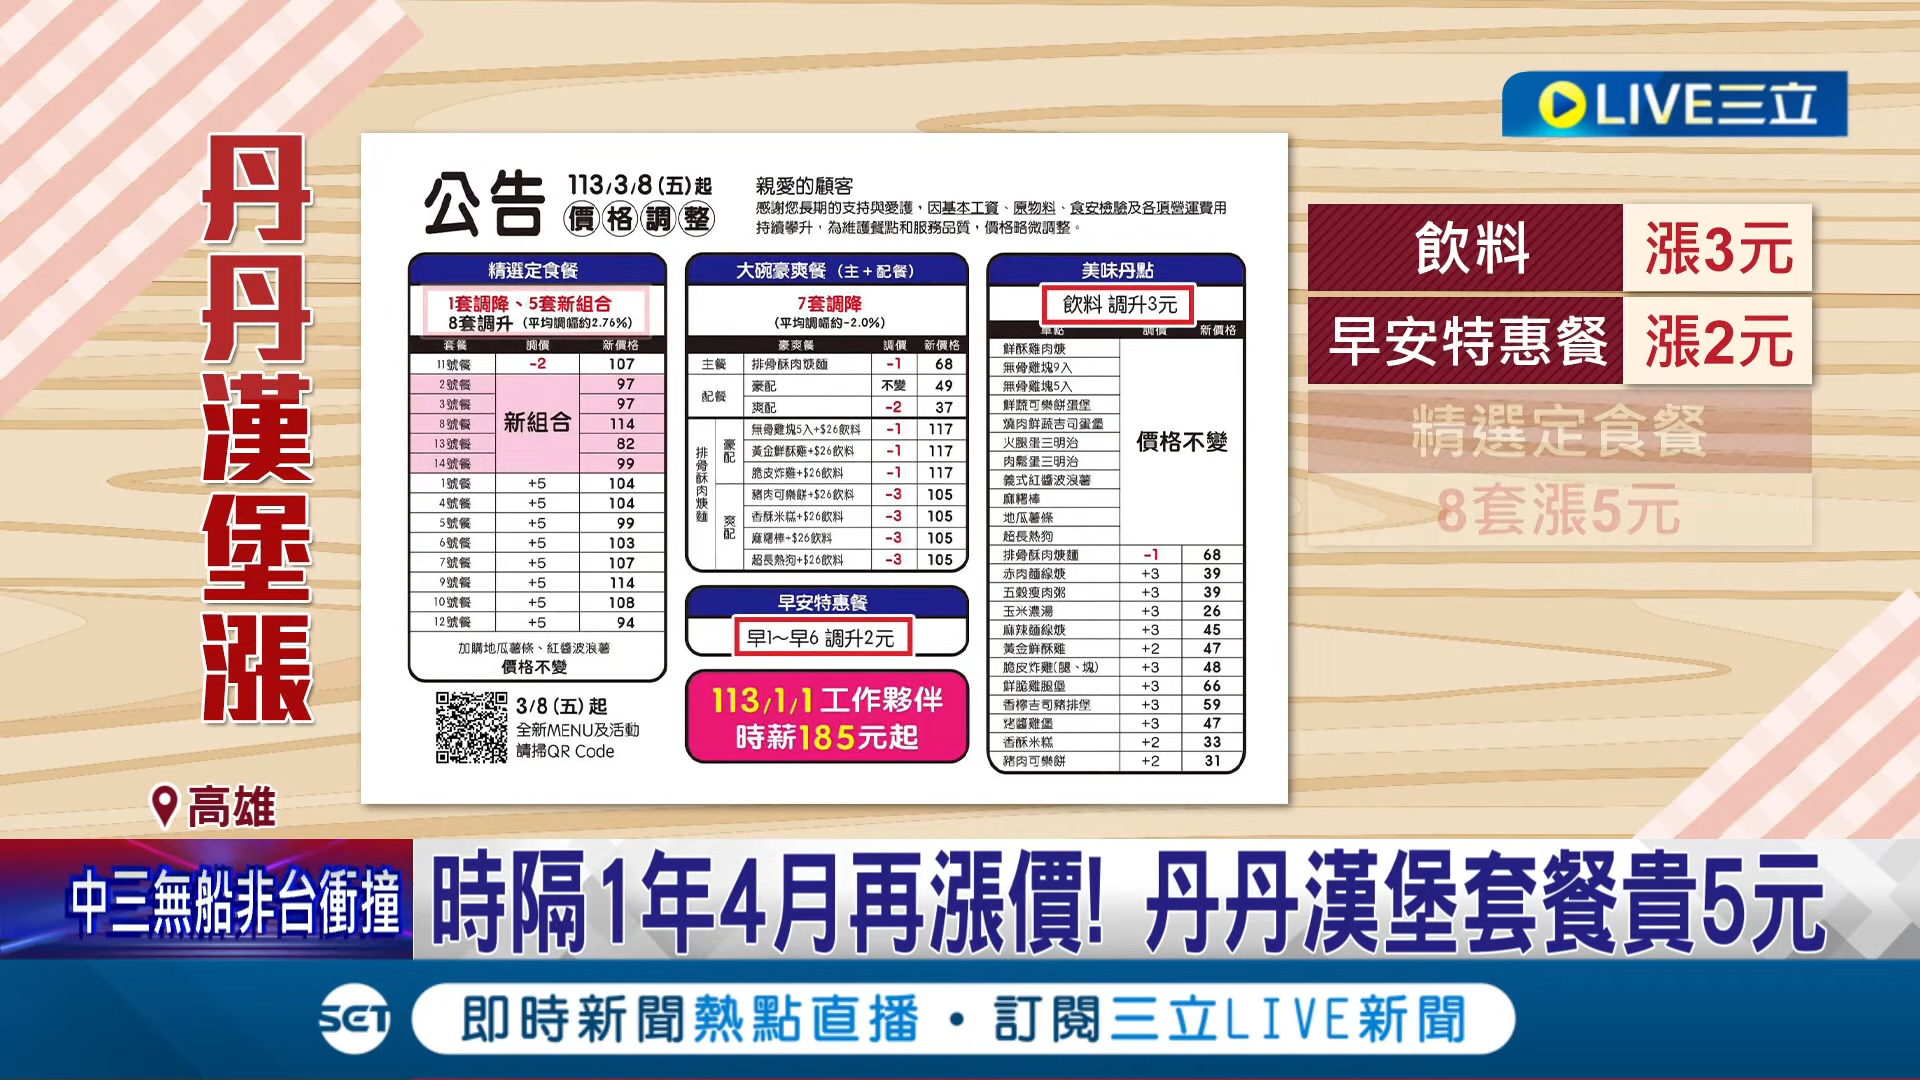 LIVE三立
丹丹漢堡漲
公告
113/3/8(五)起
價格調整
親愛的顧客
感謝您長期的支持與愛護，因基本工資、原物料、食安檢驗及各項營運費用
持續攀升，為維護餐點和服務品質，價格略微調整。
精選定食餐
1套調降、5套新組合
8套調升 (平均調幅約2.76%)
套餐 調價 新價格
11號餐 -2 107
2號餐 新組合 97
3號餐 97
8號餐 114
13號餐 82
14號餐 99
1號餐 +5 104
4號餐 +5 104
5號餐 +5 99
6號餐 +5 103
7號餐 +5 107
9號餐 +5 114
10號餐 +5 108
12號餐 +5 94
加購地瓜薯條、紅醬波浪薯
價格不變
3/8(五)起
全新MENU及活動
請掃QR Code
大碗豪爽餐(主+配餐)
7套調降
(平均調幅約-2.0%)
豪爽餐 調價 新價格
主餐 排骨酥肉焿麵 -1 68
配餐 豪配 不變 49
爽配 -2 37
排骨酥肉焿麵 豪配 無骨雞塊5入+$26飲料 -1 117
黃金鮮酥雞+$26飲料 -1 117
脆皮炸雞+$26飲料 -1 117
爽配 豬肉可樂餅+$26飲料 -3 105
香酥米糕+$26飲料 -3 105
麻糬棒+$26飲料 -3 105
超長熱狗+$26飲料 -3 105
早安特惠餐
早1~早6 調升2元
113/1/1工作夥伴
時薪185元起
美味丹點
飲料 調升3元
單點 調價 新價格
鮮酥雞肉焿 價格不變
無骨雞塊9入
無骨雞塊5入
鮮蔬可樂餅蛋堡
燒肉鮮蔬吉司蛋堡
火腿蛋三明治
肉鬆蛋三明治
義式紅醬波浪薯
麻糬棒
地瓜薯條
超長熱狗
排骨酥肉焿麵 -1 68
赤肉麵線焿 +3 39
五穀瘦肉粥 +3 39
玉米濃湯 +3 26
麻辣麵線焿 +3 45
黃金鮮酥雞 +2 47
脆皮炸雞(腿、塊) +3 48
鮮脆雞腿堡 +3 66
香檸吉司豬排堡 +3 59
烤醬雞堡 +3 47
香酥米糕 +2 33
豬肉可樂餅 +2 31
飲料 漲3元
早安特惠餐 漲2元
精選定食餐
8套漲5元
高雄
中三無船非台衝撞
時隔1年4月再漲價! 丹丹漢堡套餐貴5元
SET 即時新聞熱點直播・訂閱三立LIVE新聞